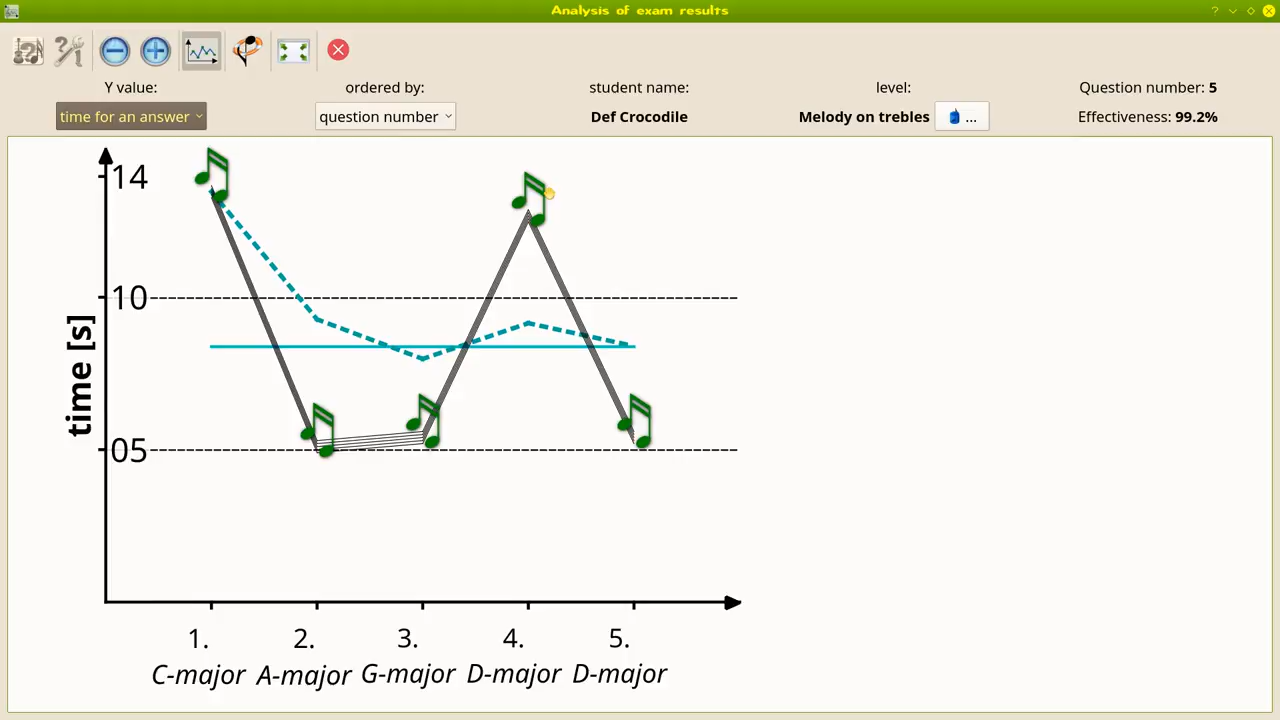 Analysis of exam results
Y value: ordered by: student name: level: Question number: 5
time for an answer question number Def Crocodile Melody on trebles ... Effectiveness: 99.2%
14
10
05
time [s]
1. 2. 3. 4. 5.
C-major A-major G-major D-major D-major